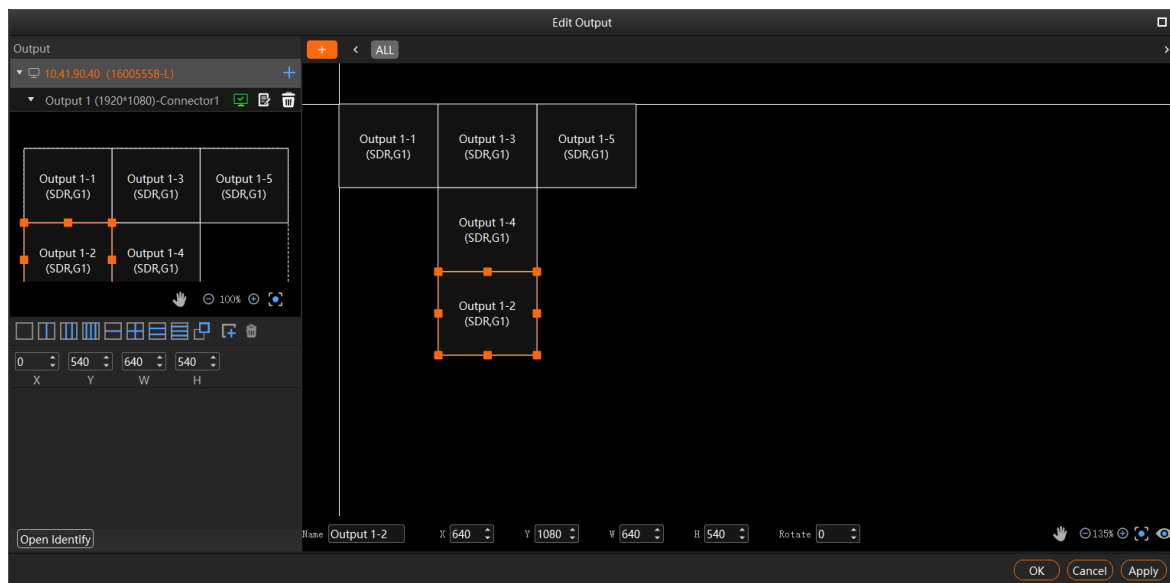 Edit Output
Output
10.41.90.40 (16005558-L)
Output 1 (1920*1080)-Connector1
Output 1-1
(SDR,G1)
Output 1-3
(SDR,G1)
Output 1-5
(SDR,G1)
Output 1-2
(SDR,G1)
Output 1-4
(SDR,G1)
100%
0 540 640 540
X Y W H
Open Identify
+ < ALL >
Output 1-1
(SDR,G1)
Output 1-3
(SDR,G1)
Output 1-5
(SDR,G1)
Output 1-4
(SDR,G1)
Output 1-2
(SDR,G1)
Name Output 1-2 X 640 Y 1080 W 640 H 540 Rotate 0 135%
OK Cancel Apply